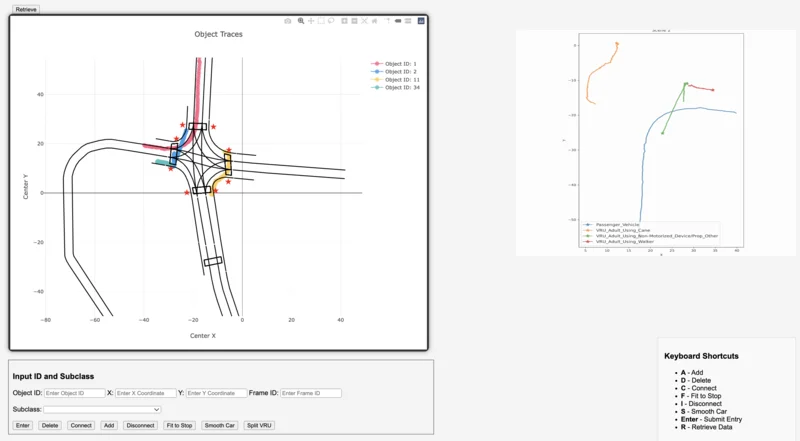 Retrieve
Object Traces
Object ID: 1
Object ID: 2
Object ID: 11
Object ID: 34
40
20
0
−20
−40
Center Y
−80
−60
−40
−20
0
20
40
Center X
0
−10
−20
−30
−40
−50
5
10
15
20
25
30
35
40
Passenger_Vehicle
VRU_Adult_Using_Cane
VRU_Adult_Using_Non-Motorized_Device/Prop_Other
VRU_Adult_Using_Walker
Input ID and Subclass
Object ID: Enter Object ID X: Enter X Coordinate Y: Enter Y Coordinate Frame ID: Enter Frame ID
Subclass:
Enter Delete Connect Add Disconnect Fit to Stop Smooth Car Split VRU
Keyboard Shortcuts
A - Add
D - Delete
C - Connect
F - Fit to Stop
I - Disconnect
S - Smooth Car
Enter - Submit Entry
R - Retrieve Data